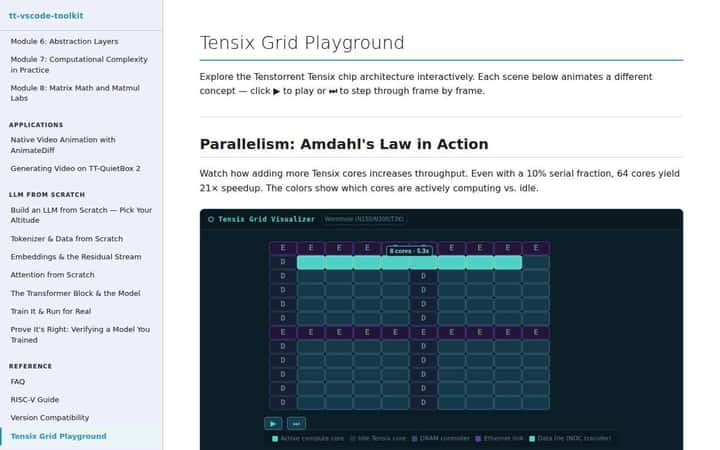 tt-vscode-toolkit
Module 6: Abstraction Layers
Module 7: Computational Complexity
in Practice
Module 8: Matrix Math and Matmul
Labs
APPLICATIONS
Native Video Animation with
AnimateDiff
Generating Video on TT-QuietBox 2
LLM FROM SCRATCH
Build an LLM from Scratch — Pick Your
Altitude
Tokenizer & Data from Scratch
Embeddings & the Residual Stream
Attention from Scratch
The Transformer Block & the Model
Train It & Run for Real
Prove It's Right: Verifying a Model You
Trained
REFERENCE
FAQ
RISC-V Guide
Version Compatibility
Tensix Grid Playground
Tensix Grid Playground
Explore the Tenstorrent Tensix chip architecture interactively. Each scene below animates a different
concept — click ▶ to play or ⏭ to step through frame by frame.
Parallelism: Amdahl's Law in Action
Watch how adding more Tensix cores increases throughput. Even with a 10% serial fraction, 64 cores yield
21× speedup. The colors show which cores are actively computing vs. idle.
⬡ Tensix Grid Visualizer Wormhole (N150/N300/T3K)
E E E E E E E E
8 cores · 5.3x
D
D D
D D
D D
D D
E E E E E E E E E E
D D
D D
D D
D D
D D
▶ ⏭
Active compute core Idle Tensix core DRAM controller Ethernet link Data flow (NOC transfer)